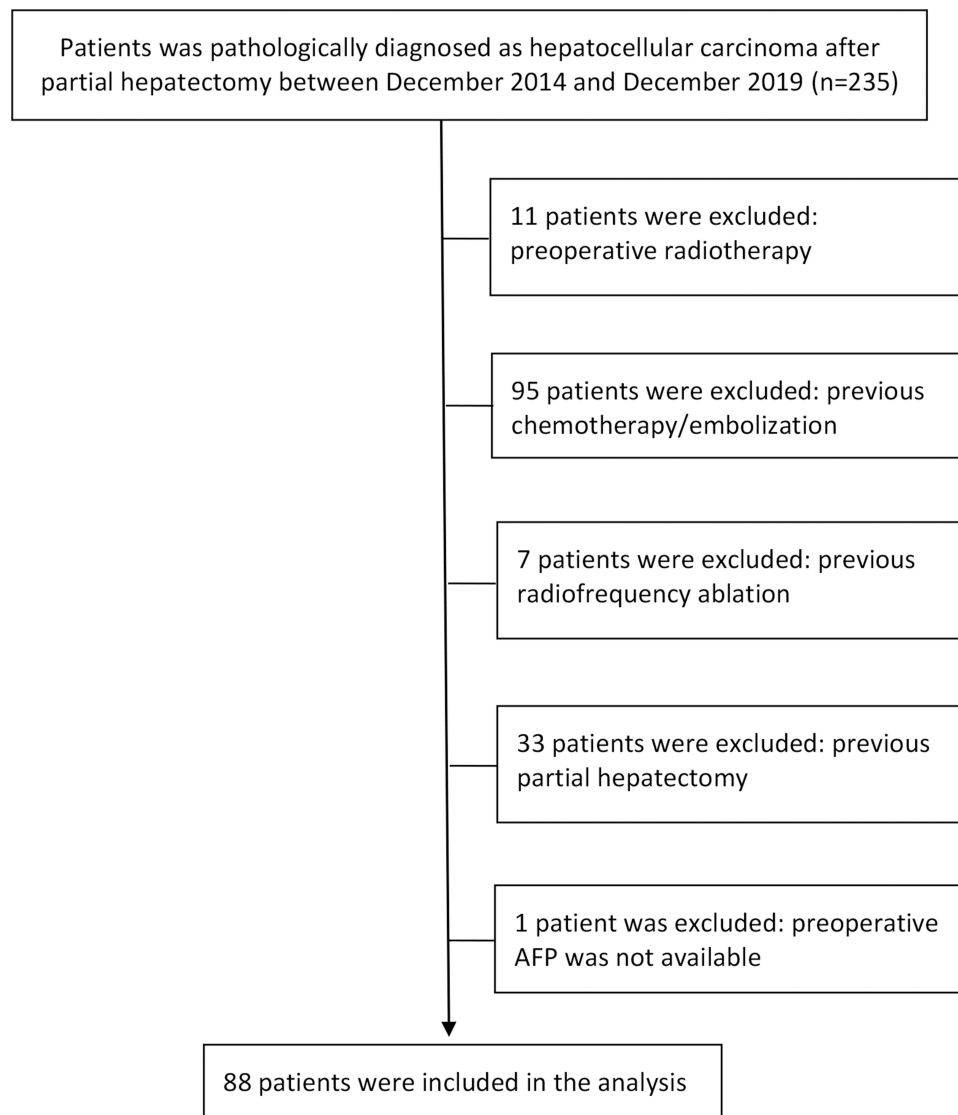 Patients was pathologically diagnosed as hepatocellular carcinoma after
partial hepatectomy between December 2014 and December 2019 (n=235)
11 patients were excluded:
preoperative radiotherapy
95 patients were excluded: previous
chemotherapy/embolization
7 patients were excluded: previous
radiofrequency ablation
33 patients were excluded: previous
partial hepatectomy
1 patient was excluded: preoperative
AFP was not available
88 patients were included in the analysis